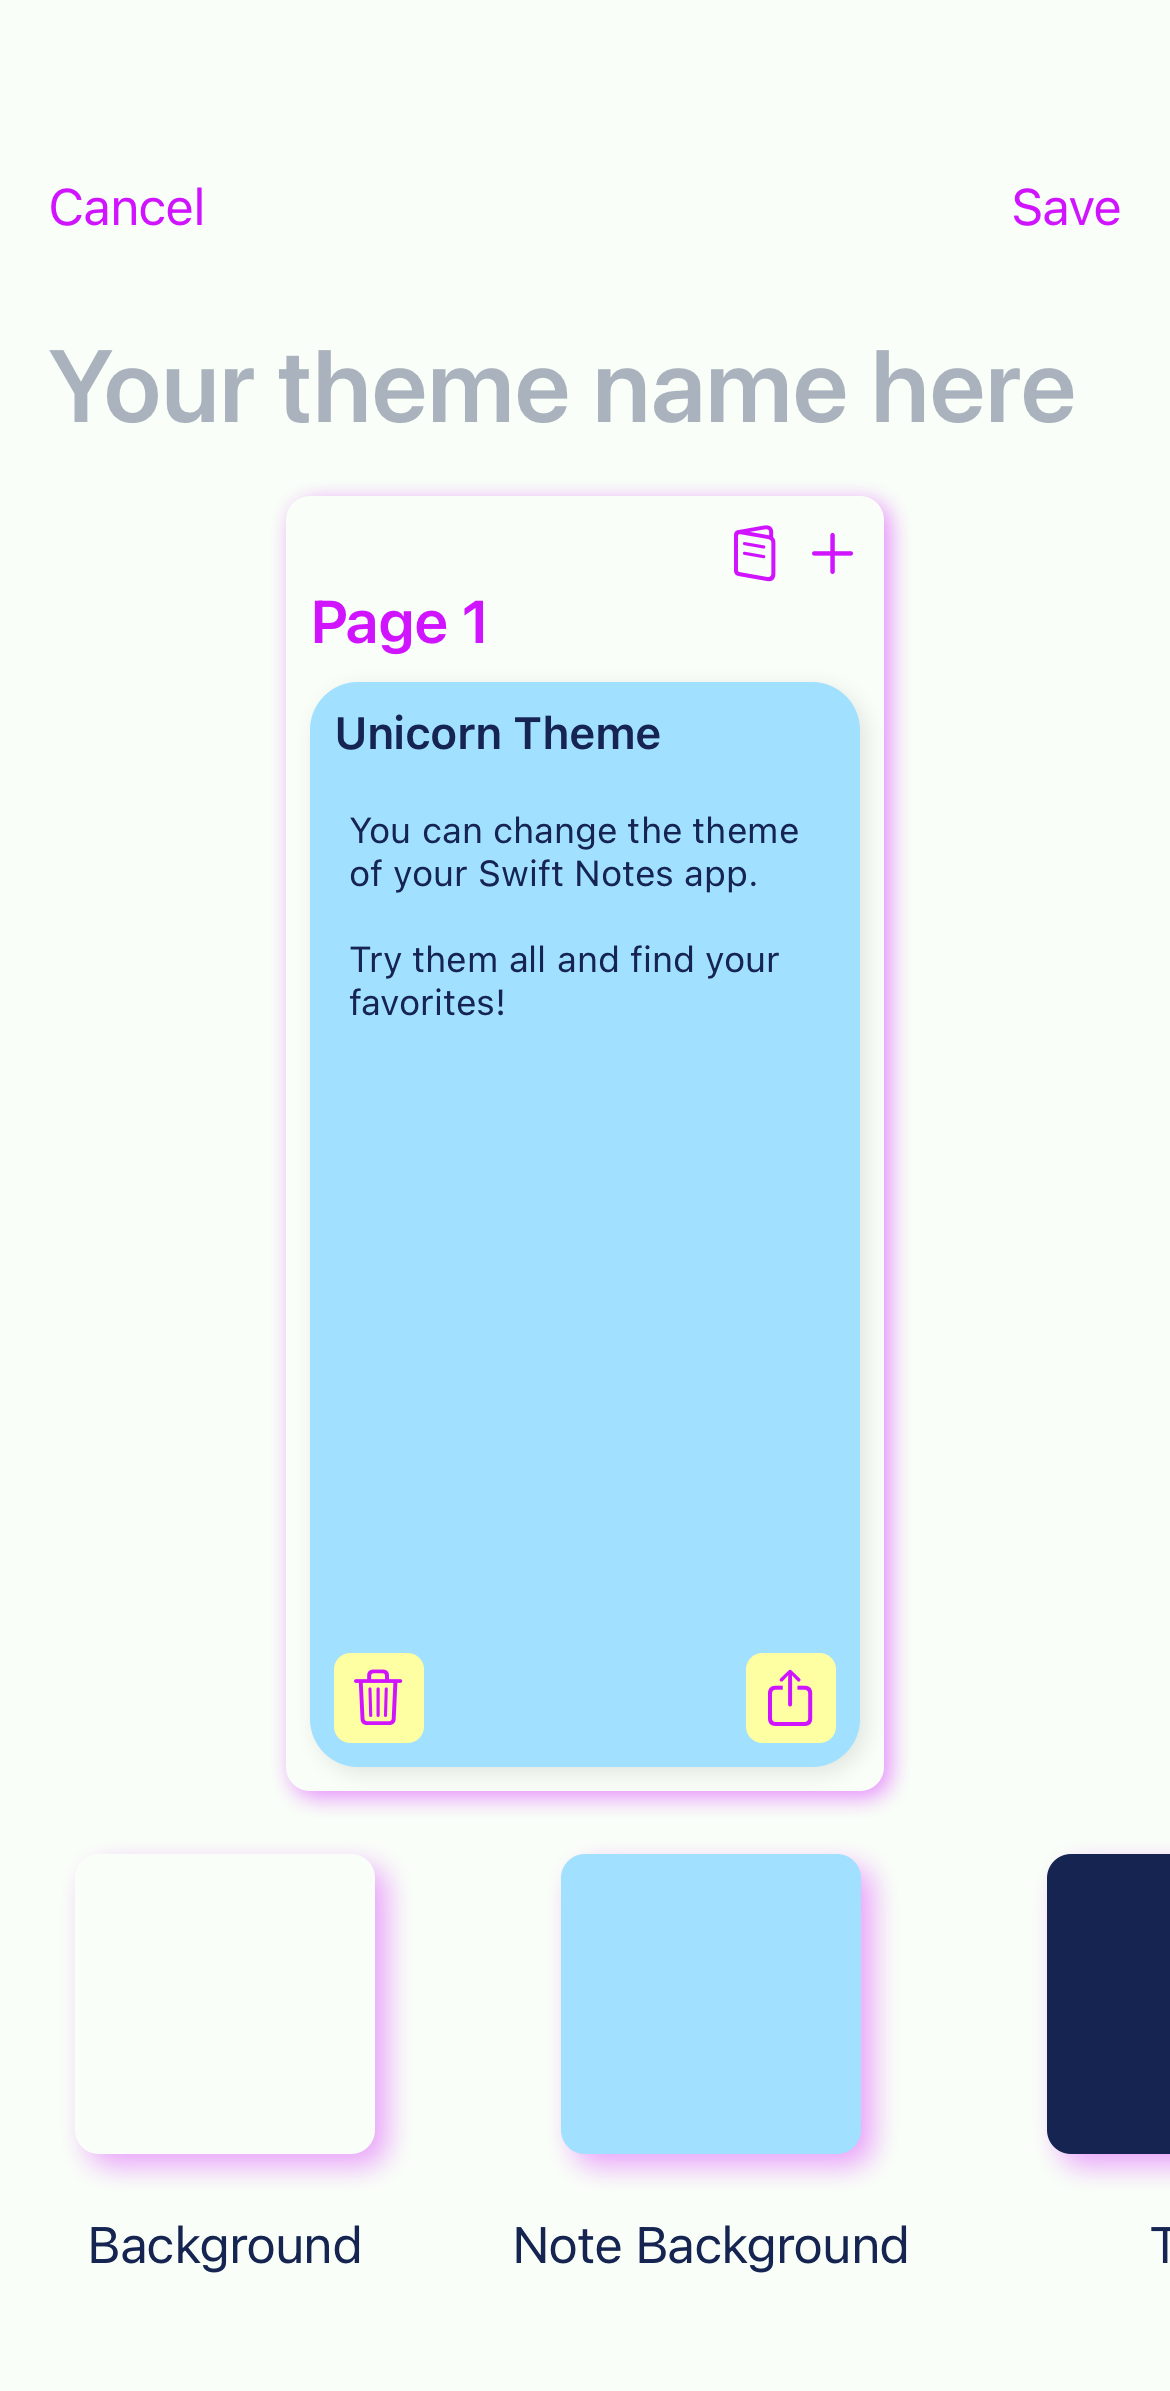 Cancel
Save
Your theme name here
Page 1
Unicorn Theme
You can change the theme
of your Swift Notes app.
Try them all and find your
favorites!
Background
Note Background